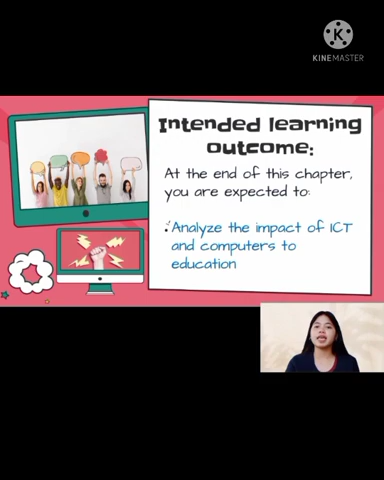 K
KINEMASTER
Intended learning
outcome:
At the end of this chapter,
you are expected to:
Analyze the impact of ICT
and computers to
education